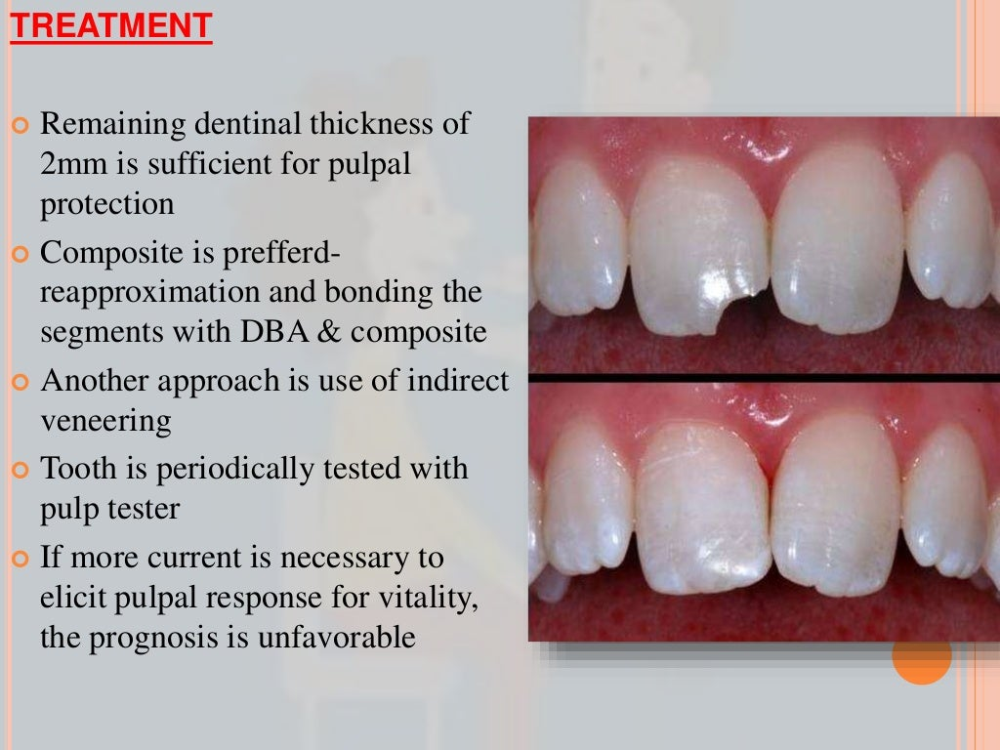 TREATMENT
Remaining dentinal thickness of
2mm is sufficient for pulpal
protection
Composite is prefferd-
reapproximation and bonding the
segments with DBA & composite
Another approach is use of indirect
veneering
Tooth is periodically tested with
pulp tester
If more current is necessary to
elicit pulpal response for vitality,
the prognosis is unfavorable